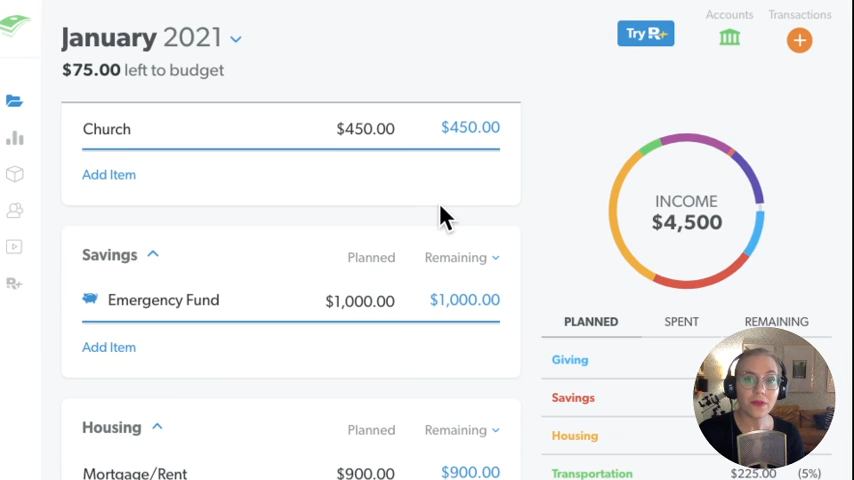 January 2021
$75.00 left to budget
Try R+
Accounts
Transactions
Church $450.00 $450.00
Add Item
Savings Planned Remaining
Emergency Fund $1,000.00 $1,000.00
Add Item
Housing Planned Remaining
Mortgage/Rent $900.00 $900.00
INCOME
$4,500
PLANNED SPENT REMAINING
Giving
Savings
Housing
Transportation $225.00 (5%)
R+